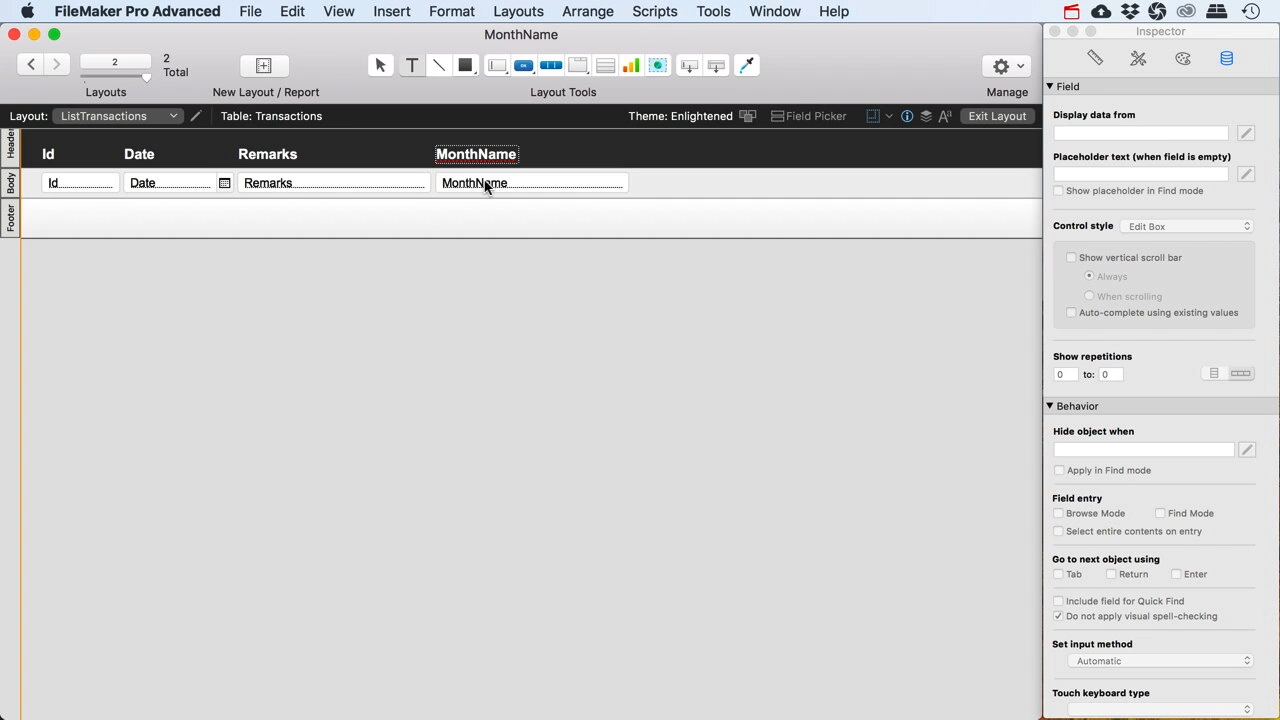 FileMaker Pro Advanced File Edit View Insert Format Layouts Arrange Scripts Tools Window Help
MonthName
Inspector
2
2
Total
Layouts
New Layout / Report
Layout Tools
Manage
Layout: ListTransactions
Table: Transactions
Theme: Enlightened
Field Picker
Aa
Exit Layout
Header
Id Date Remarks MonthName
Body
Id Date Remarks MonthName
Footer
Field
Display data from
Placeholder text (when field is empty)
Show placeholder in Find mode
Control style Edit Box
Show vertical scroll bar
Always
When scrolling
Auto-complete using existing values
Show repetitions
0 to: 0
Behavior
Hide object when
Apply in Find mode
Field entry
Browse Mode Find Mode
Select entire contents on entry
Go to next object using
Tab Return Enter
Include field for Quick Find
Do not apply visual spell-checking
Set input method
Automatic
Touch keyboard type